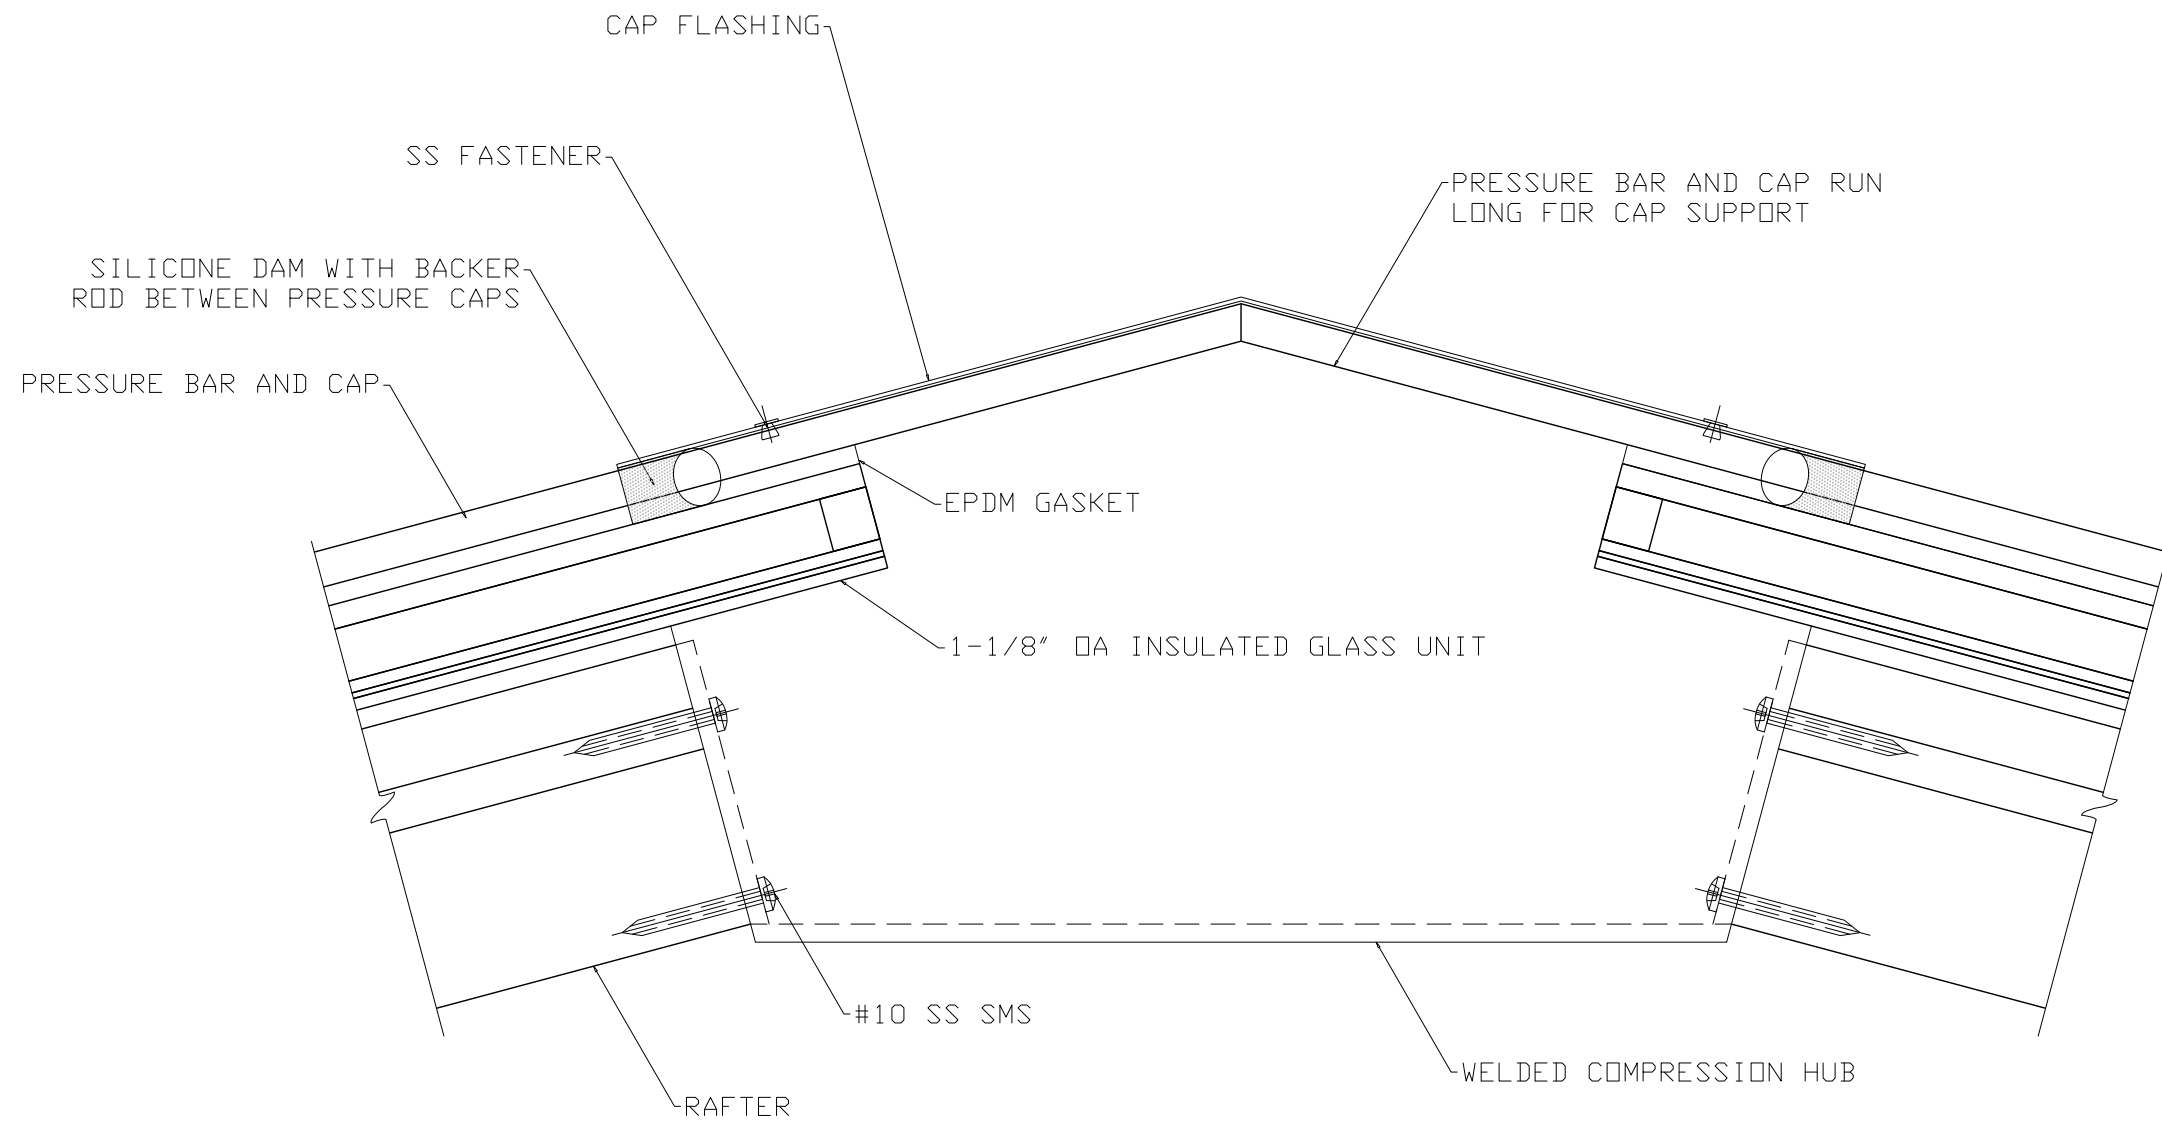 CAP FLASHING
SS FASTENER
PRESSURE BAR AND CAP RUN
LONG FOR CAP SUPPORT
SILICONE DAM WITH BACKER
ROD BETWEEN PRESSURE CAPS
PRESSURE BAR AND CAP
EPDM GASKET
1-1/8" OA INSULATED GLASS UNIT
#10 SS SMS
WELDED COMPRESSION HUB
RAFTER